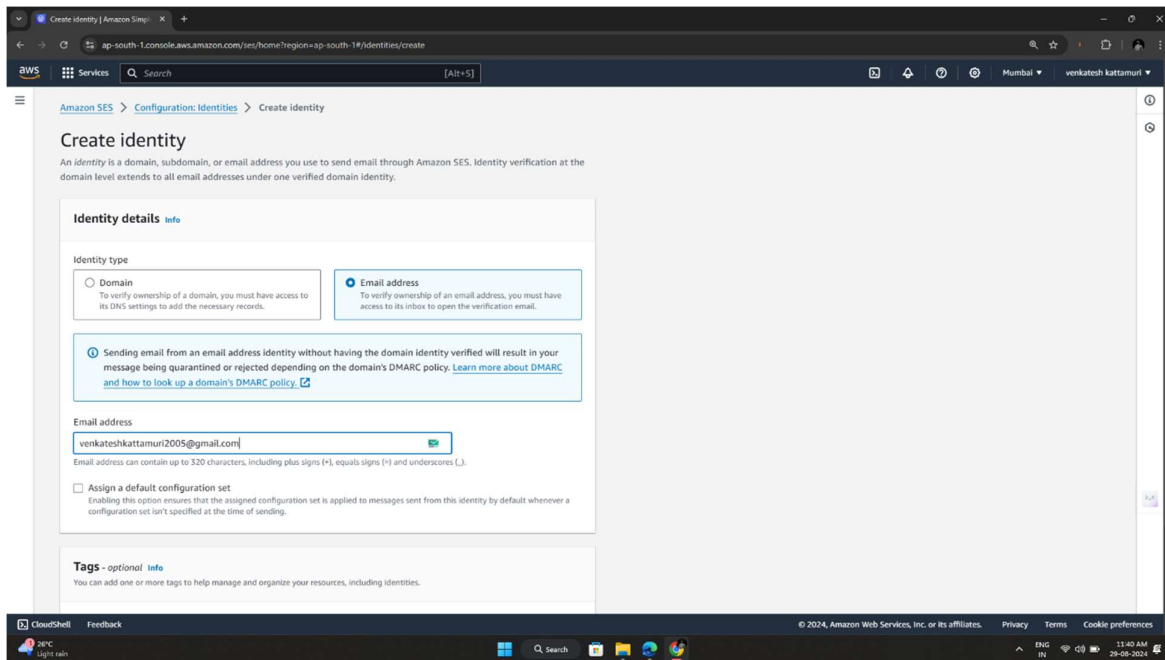 Create identity | Amazon Simpl
ap-south-1.console.aws.amazon.com/ses/home?region=ap-south-1#/identities/create
aws
Services
Search
[Alt+S]
Mumbai
venkatesh kattamuri
Amazon SES > Configuration: Identities > Create identity
Create identity
An identity is a domain, subdomain, or email address you use to send email through Amazon SES. Identity verification at the
domain level extends to all email addresses under one verified domain identity.
Identity details Info
Identity type
Domain
To verify ownership of a domain, you must have access to
its DNS settings to add the necessary records.
Email address
To verify ownership of an email address, you must have
access to its inbox to open the verification email.
Sending email from an email address identity without having the domain identity verified will result in your
message being quarantined or rejected depending on the domain's DMARC policy. Learn more about DMARC
and how to look up a domain's DMARC policy.
Email address
venkateshkattamuri2005@gmail.com
Email address can contain up to 320 characters, including plus signs (+), equals signs (=) and underscores (_).
Assign a default configuration set
Enabling this option ensures that the assigned configuration set is applied to messages sent from this identity by default whenever a
configuration set isn't specified at the time of sending.
Tags - optional Info
You can add one or more tags to help manage and organize your resources, including identities.
CloudShell
Feedback
© 2024, Amazon Web Services, Inc. or its affiliates.
Privacy
Terms
Cookie preferences
26°C
Light rain
Search
ENG
IN
11:40 AM
29-08-2024